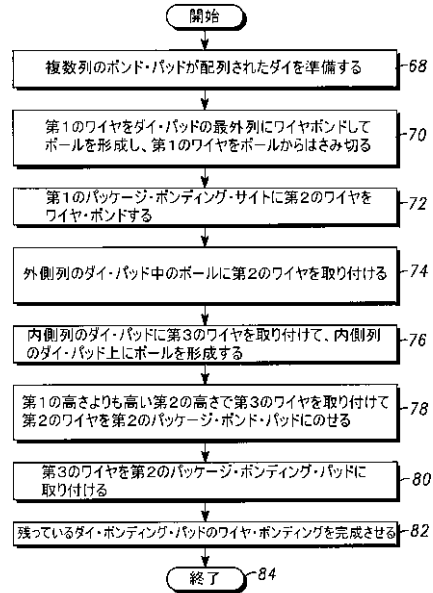 開始
複数列のボンド・パッドが配列されたダイを準備する
68
第1のワイヤをダイ・パッドの最外列にワイヤボンドして
ボールを形成し、第1のワイヤをボールからはさみ切る
70
第1のパッケージ・ボンディング・サイトに第2のワイヤを
ワイヤ・ボンドする
72
外側列のダイ・パッド中のボールに第2のワイヤを取り付ける
74
内側列のダイ・パッドに第3のワイヤを取り付けて、内側列
のダイ・パッド上にボールを形成する
76
第1の高さよりも高い第2の高さで第3のワイヤを取り付けて
第2のワイヤを第2のパッケージ・ボンド・パッドにのせる
78
第3のワイヤを第2のパッケージ・ボンディング・パッドに
取り付ける
80
残っているダイ・ボンディング・パッドのワイヤ・ボンディングを完成させる
82
終了
84